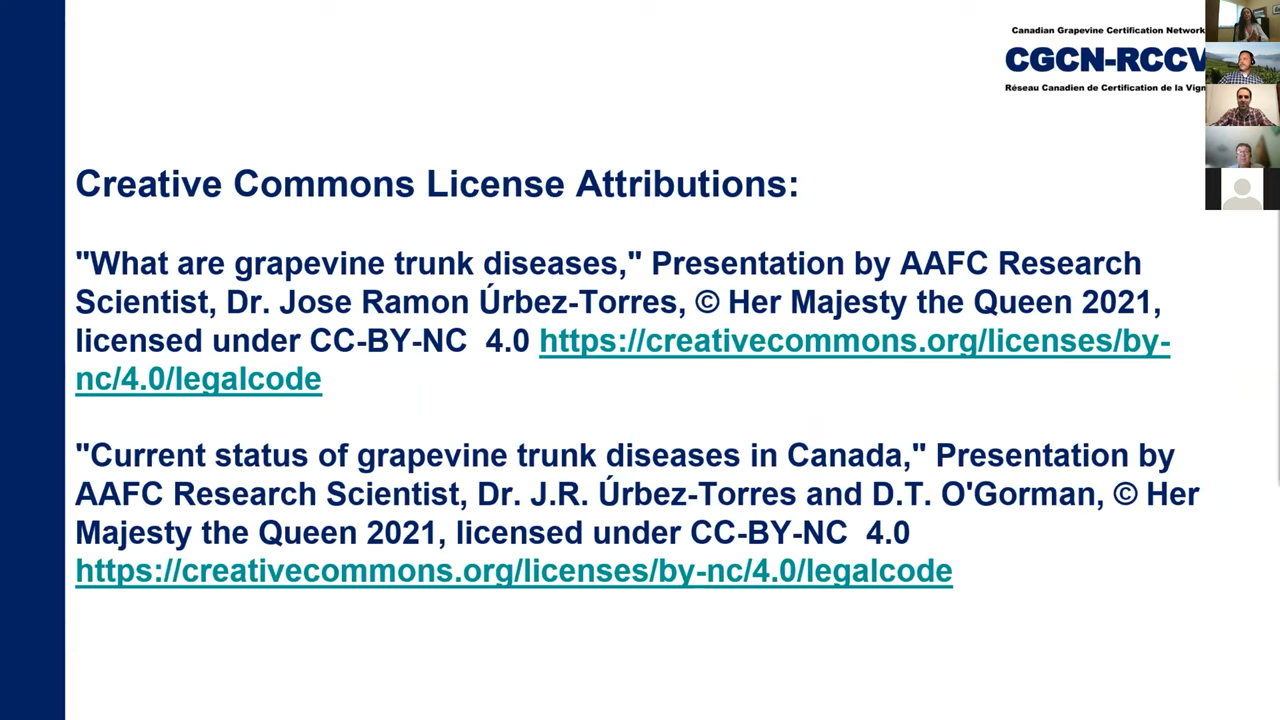 Canadian Grapevine Certification Network
CGCN-RCCV
Réseau Canadien de Certification de la Vign
Creative Commons License Attributions:
"What are grapevine trunk diseases," Presentation by AAFC Research
Scientist, Dr. Jose Ramon Úrbez-Torres, © Her Majesty the Queen 2021,
licensed under CC-BY-NC 4.0 https://creativecommons.org/licenses/by-
nc/4.0/legalcode
"Current status of grapevine trunk diseases in Canada," Presentation by
AAFC Research Scientist, Dr. J.R. Úrbez-Torres and D.T. O'Gorman, © Her
Majesty the Queen 2021, licensed under CC-BY-NC 4.0
https://creativecommons.org/licenses/by-nc/4.0/legalcode